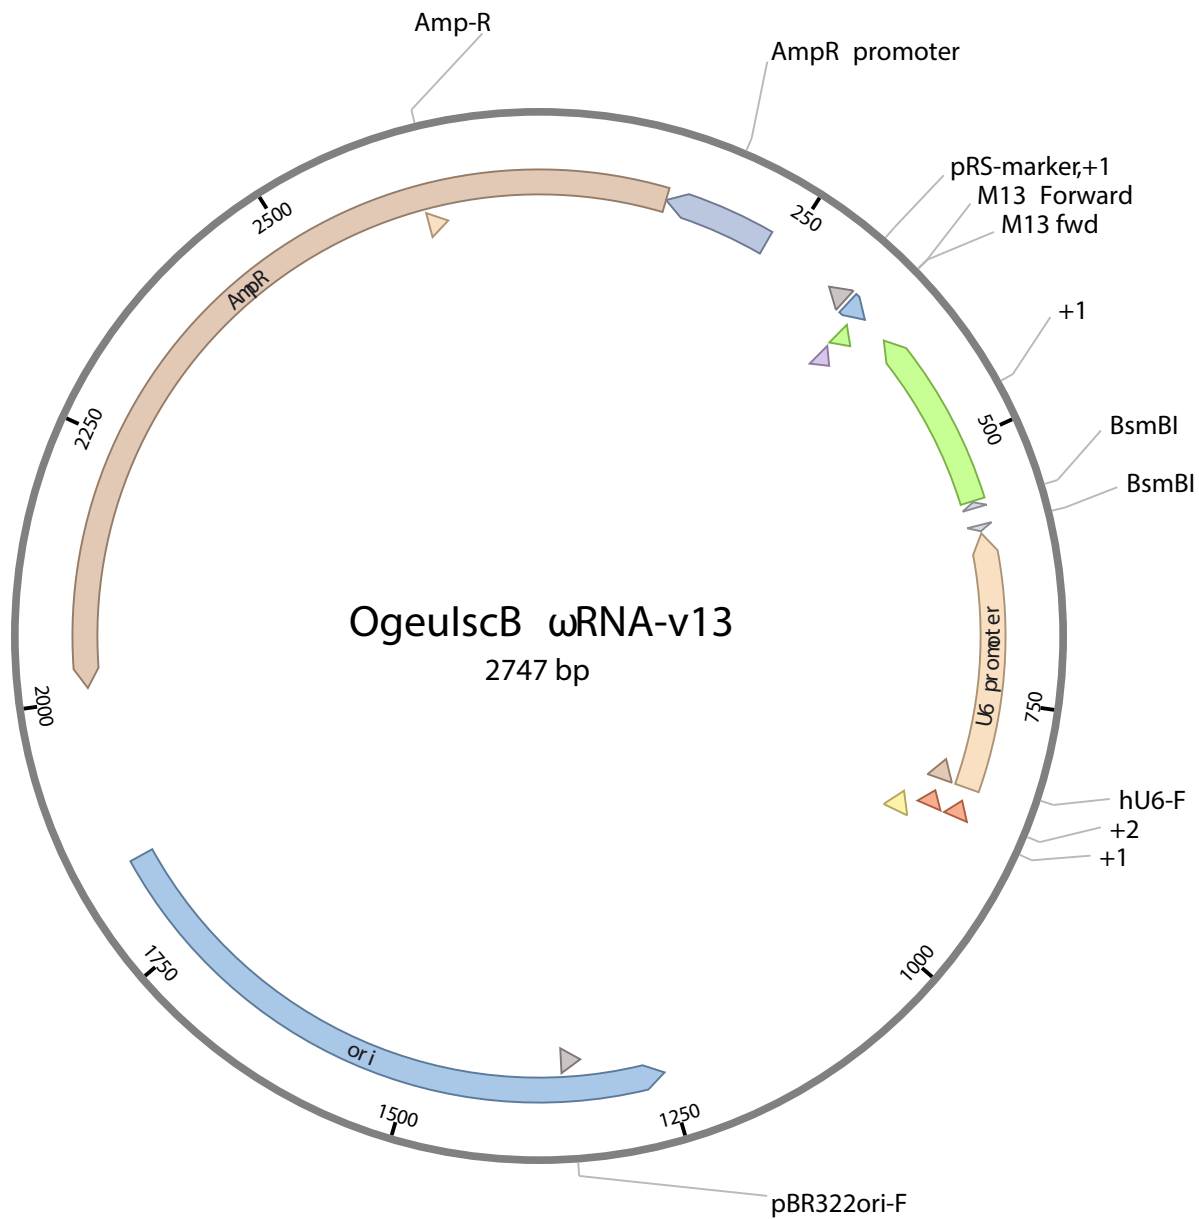 Amp-R
AmpR promoter
pRS-marker,+1
M13 Forward
M13 fwd
+1
BsmBI
BsmBI
hU6-F
+2
+1
pBR322ori-F
250
500
750
1000
1250
1500
1750
2000
2250
2500
AmpR
U6 promoter
ori
OgeuIscB ωRNA-v13
2747 bp